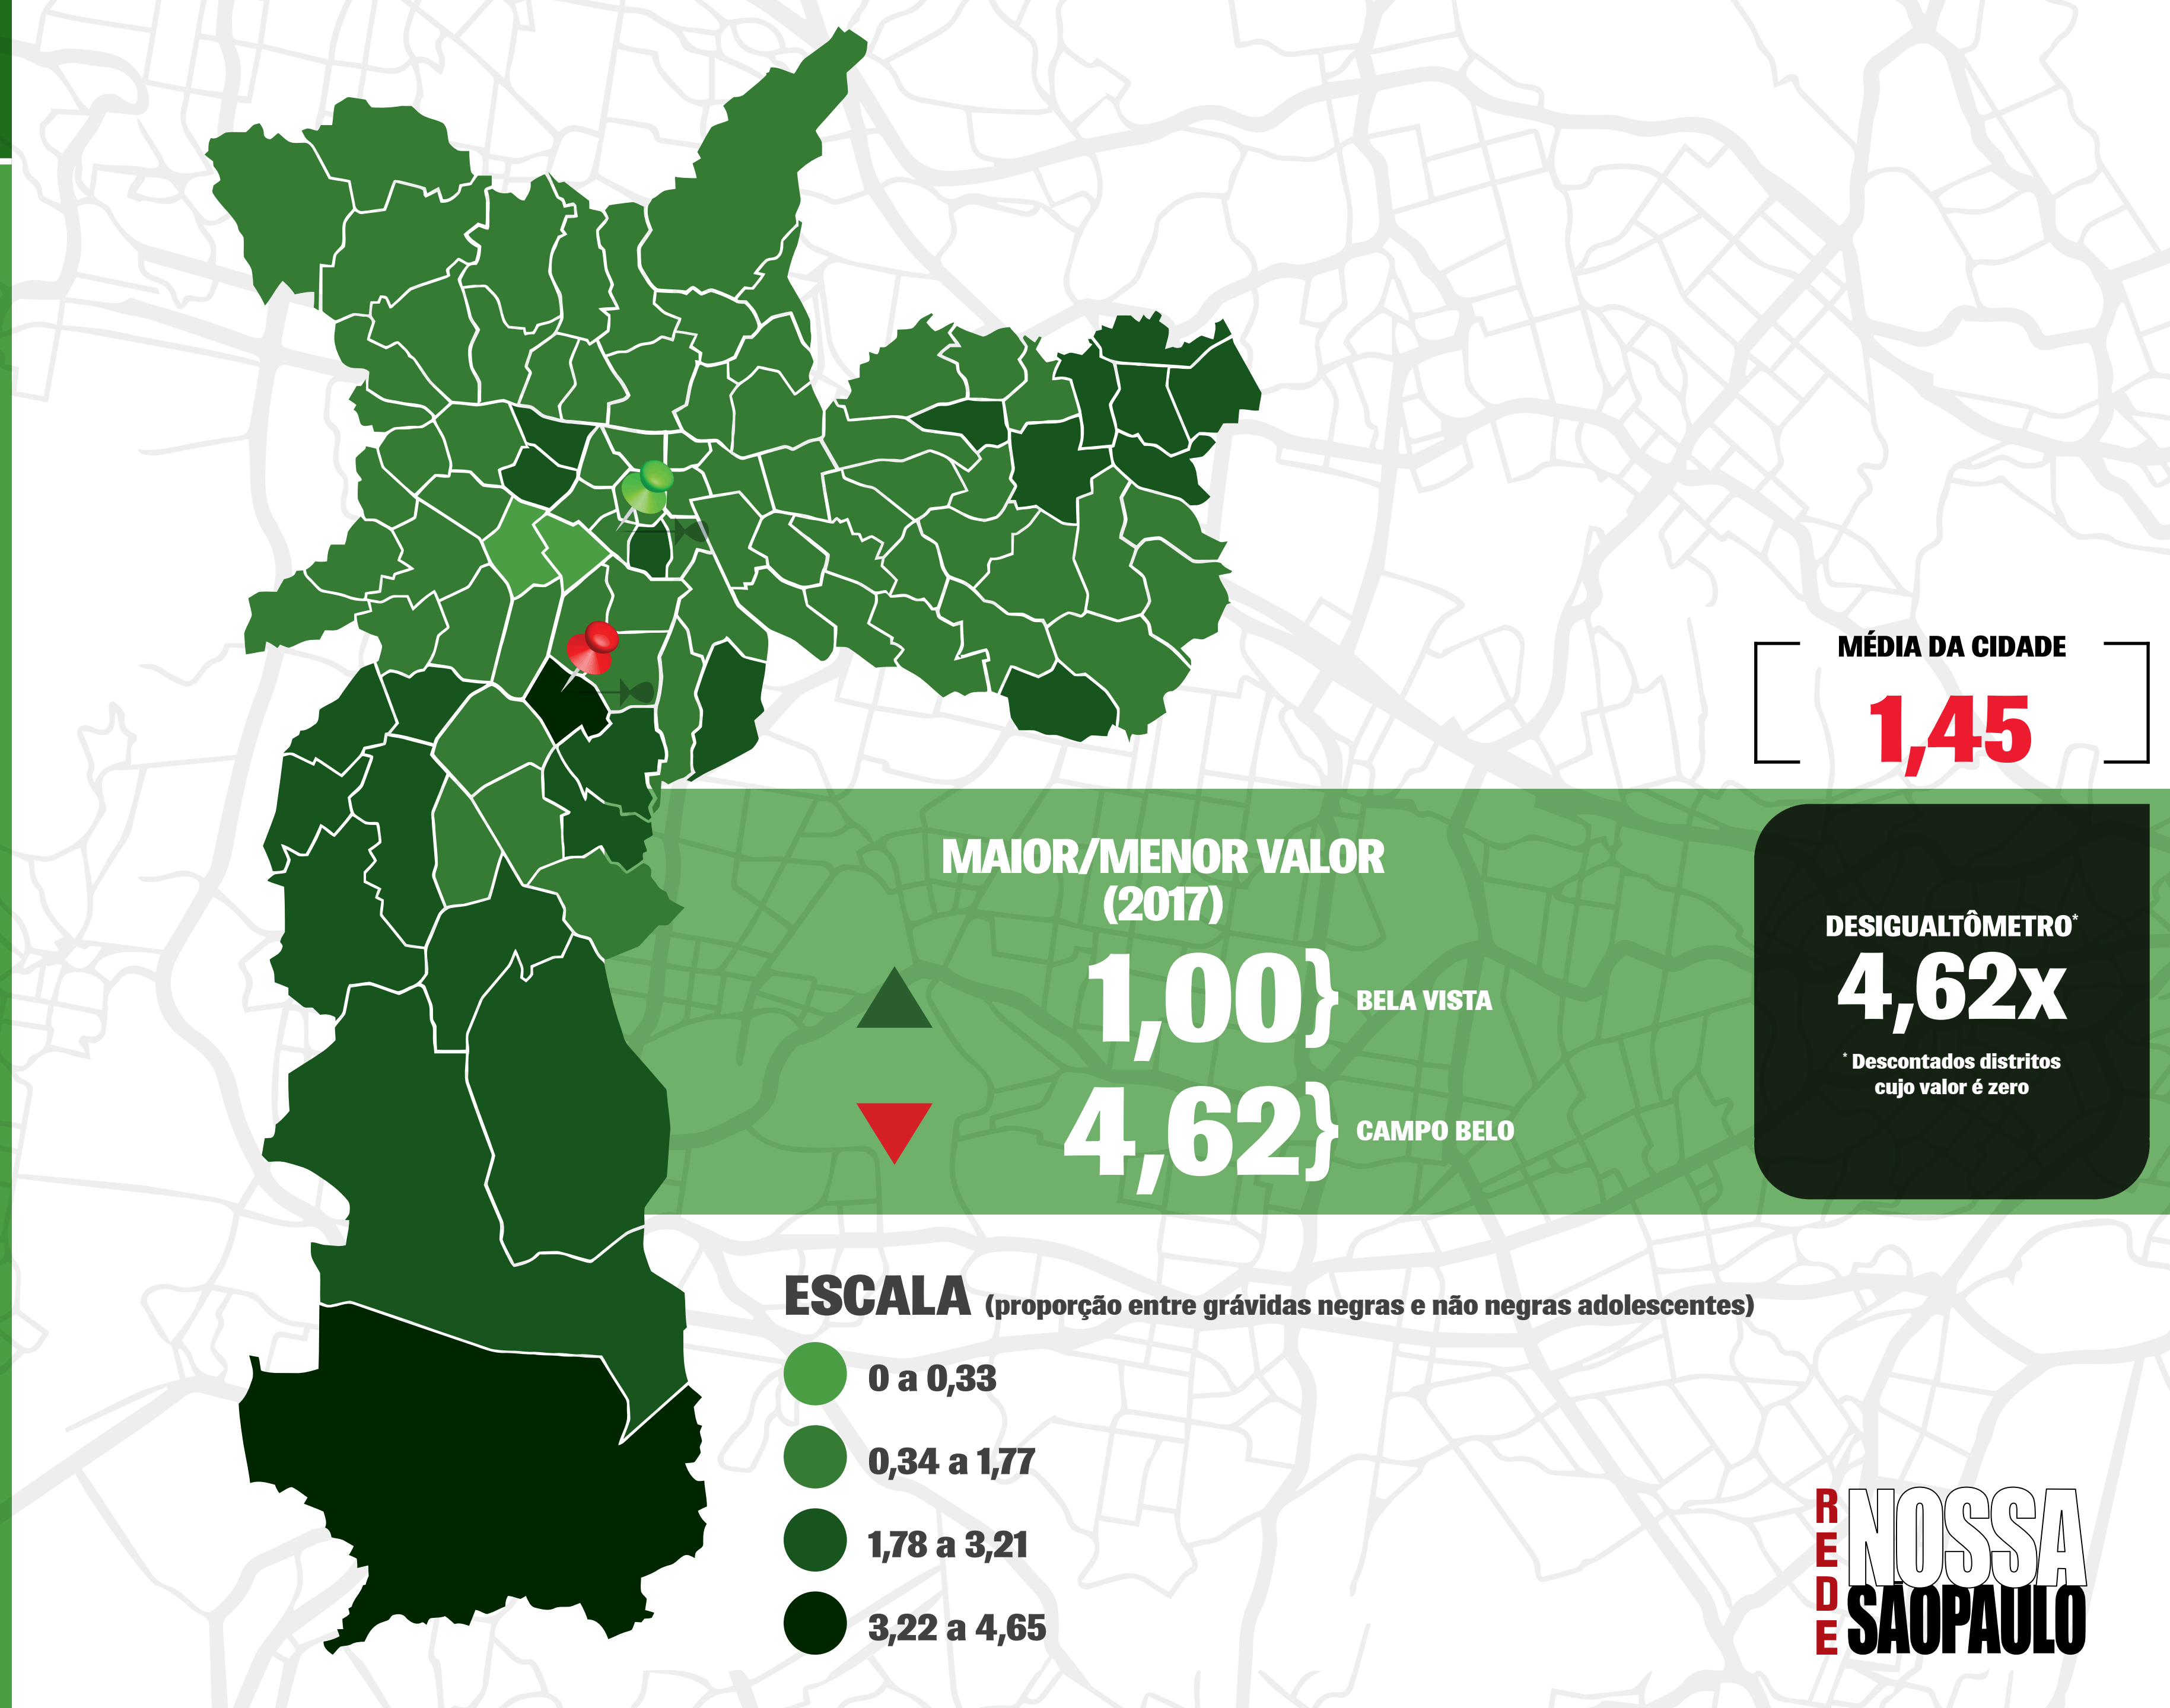 MÉDIA DA CIDADE
1,45
MAIOR/MENOR VALOR
(2017)
1,00} BELA VISTA
4,62} CAMPO BELO
DESIGUALTÔMETRO*
4,62x
* Descontados distritos
cujo valor é zero
ESCALA (proporção entre grávidas negras e não negras adolescentes)
0 a 0,33
0,34 a 1,77
1,78 a 3,21
3,22 a 4,65
REDE
NOSSA
SÃOPAULO